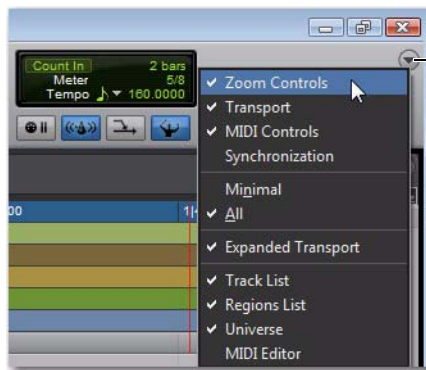 Count In 2 bars
Meter 5/8
Tempo 160.0000
Zoom Controls
Transport
MIDI Controls
Synchronization
Minimal
All
Expanded Transport
Track List
Regions List
Universe
MIDI Editor
00